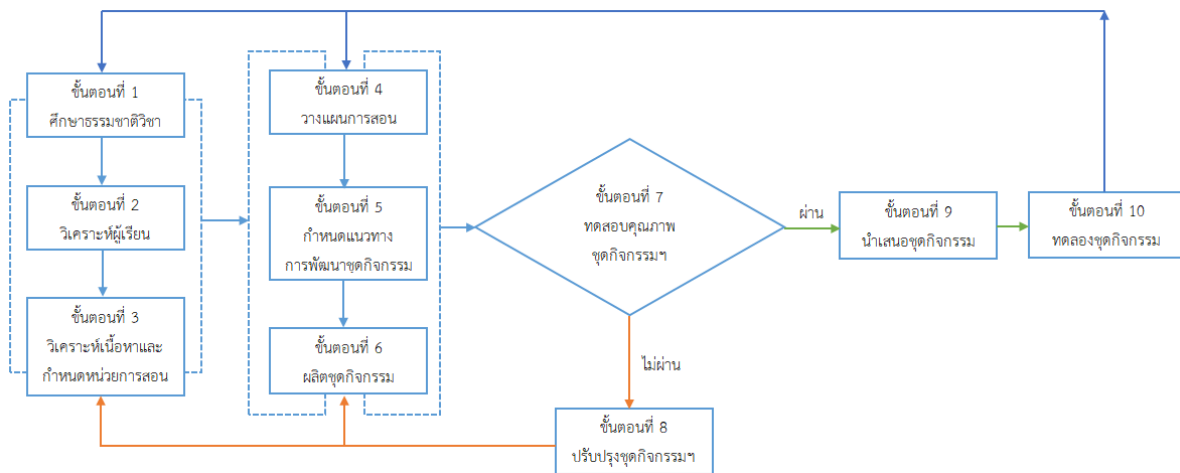 ขั้นตอนที่ 1
ศึกษาธรรมชาติวิชา
ขั้นตอนที่ 2
วิเคราะห์ผู้เรียน
ขั้นตอนที่ 3
วิเคราะห์เนื้อหาและ
กำหนดหน่วยการสอน
ขั้นตอนที่ 4
วางแผนการสอน
ขั้นตอนที่ 5
กำหนดแนวทาง
การพัฒนาชุดกิจกรรม
ขั้นตอนที่ 6
ผลิตชุดกิจกรรม
ขั้นตอนที่ 7
ทดสอบคุณภาพ
ชุดกิจกรรมฯ
ผ่าน
ไม่ผ่าน
ขั้นตอนที่ 8
ปรับปรุงชุดกิจกรรมฯ
ขั้นตอนที่ 9
นำเสนอชุดกิจกรรม
ขั้นตอนที่ 10
ทดลองชุดกิจกรรม